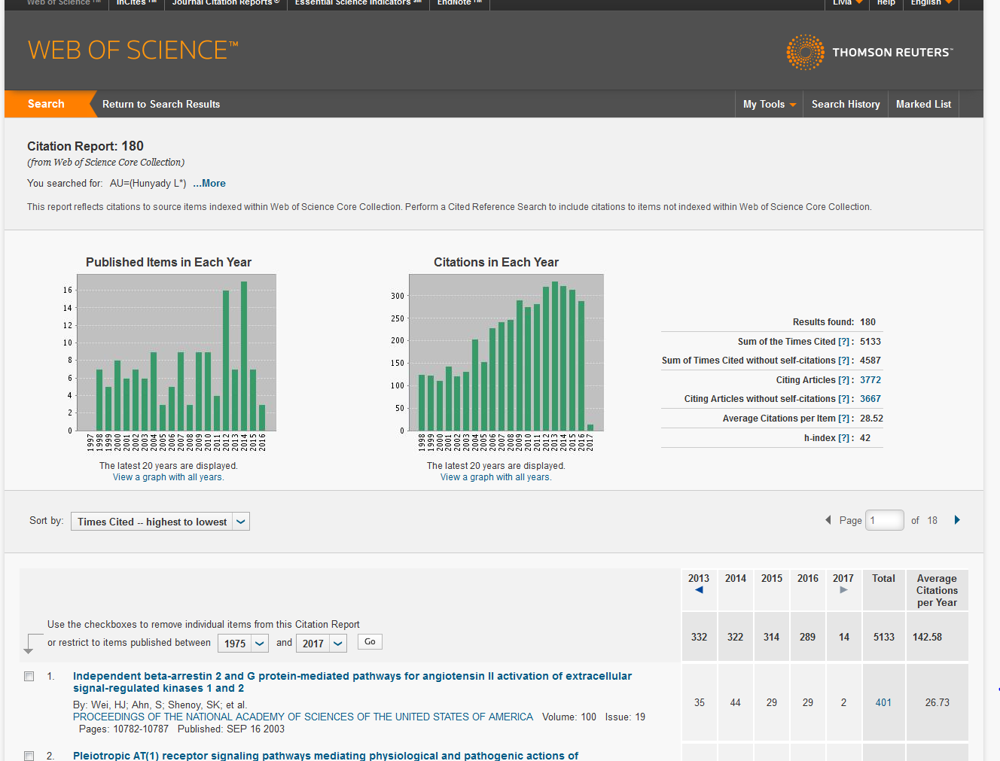 Web of Science™ InCites™ Journal Citation Reports® Essential Science Indicators℠ EndNote™ Livia Help English
WEB OF SCIENCE™
THOMSON REUTERS™
Search Return to Search Results My Tools Search History Marked List
Citation Report: 180
(from Web of Science Core Collection)
You searched for: AU=(Hunyady L*) ...More
This report reflects citations to source items indexed within Web of Science Core Collection. Perform a Cited Reference Search to include citations to items not indexed within Web of Science Core Collection.
Published Items in Each Year
16
14
12
10
8
6
4
2
0
1997 1998 1999 2000 2001 2002 2003 2004 2005 2006 2007 2008 2009 2010 2011 2012 2013 2014 2015 2016
The latest 20 years are displayed.
View a graph with all years.
Citations in Each Year
300
250
200
150
100
50
0
1998 1999 2000 2001 2002 2003 2004 2005 2006 2007 2008 2009 2010 2011 2012 2013 2014 2015 2016 2017
The latest 20 years are displayed.
View a graph with all years.
Results found: 180
Sum of the Times Cited [?] : 5133
Sum of Times Cited without self-citations [?] : 4587
Citing Articles [?] : 3772
Citing Articles without self-citations [?] : 3667
Average Citations per Item [?] : 28.52
h-index [?] : 42
Sort by: Times Cited -- highest to lowest Page 1 of 18
2013 2014 2015 2016 2017 Total Average
Citations
per Year
Use the checkboxes to remove individual items from this Citation Report
or restrict to items published between 1975 and 2017 Go
332 322 314 289 14 5133 142.58
1. Independent beta-arrestin 2 and G protein-mediated pathways for angiotensin II activation of extracellular
signal-regulated kinases 1 and 2
By: Wei, HJ; Ahn, S; Shenoy, SK; et al.
PROCEEDINGS OF THE NATIONAL ACADEMY OF SCIENCES OF THE UNITED STATES OF AMERICA Volume: 100 Issue: 19
Pages: 10782-10787 Published: SEP 16 2003
35 44 29 29 2 401 26.73
2. Pleiotropic AT(1) receptor signaling pathways mediating physiological and pathogenic actions of